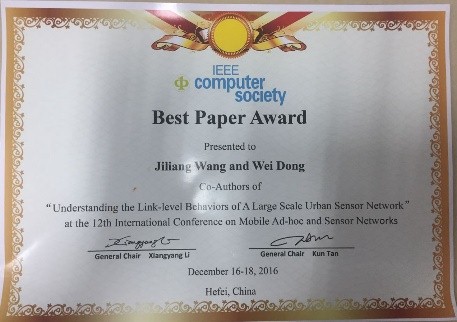 IEEE
Φ computer
society
Best Paper Award
Presented to
Jiliang Wang and Wei Dong
Co-Authors of
"Understanding the Link-level Behaviors of A Large Scale Urban Sensor Network"
at the 12th International Conference on Mobile Ad-hoc and Sensor Networks
General Chair Xiangyang Li
General Chair Kun Tan
December 16-18, 2016
Hefei, China